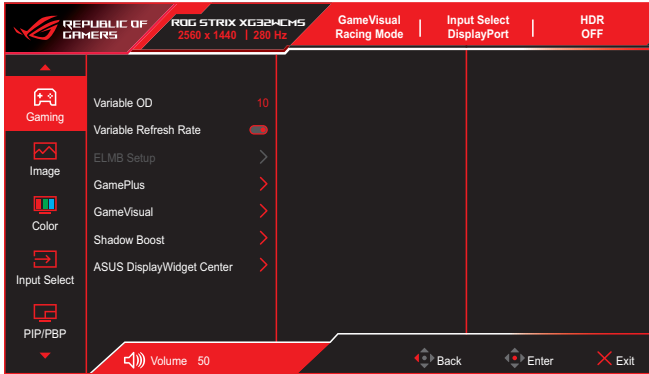 REPUBLIC OF
GAMERS
ROG STRIX XG32WCMS
2560 x 1440 | 280 Hz
GameVisual
Racing Mode
Input Select
DisplayPort
HDR
OFF
Gaming
Image
Color
Input Select
PIP/PBP
Variable OD 10
Variable Refresh Rate
ELMB Setup
GamePlus
GameVisual
Shadow Boost
ASUS DisplayWidget Center
Volume 50
Back
Enter
Exit